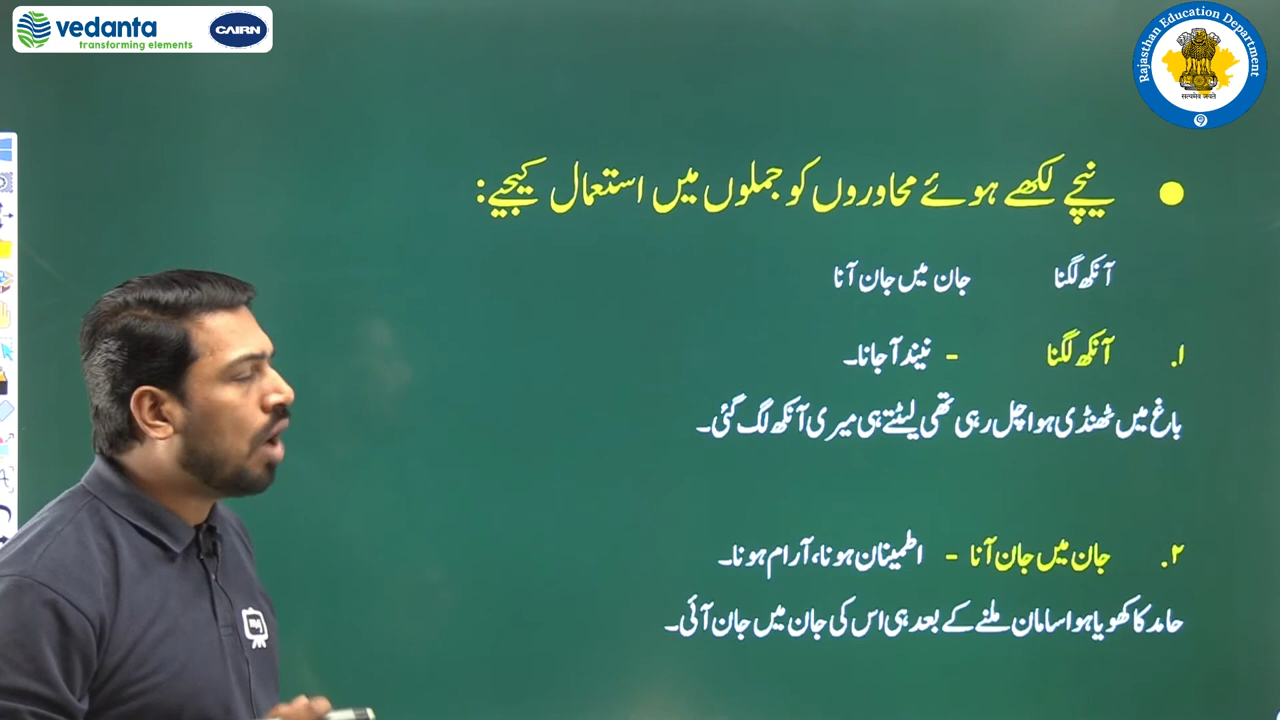 vedanta
transforming elements
CAIRN
Rajasthan Education Department
सत्यमेव जयते
● نیچے لکھے ہوئے محاوروں کو جملوں میں استعمال کیجیے:
آنکھ لگنا جان میں جان آنا
۱. آنکھ لگنا - نیند آجانا۔
باغ میں ٹھنڈی ہوا چل رہی تھی لیٹتے ہی میری آنکھ لگ گئی۔
۲. جان میں جان آنا - اطمینان ہونا، آرام ہونا۔
حامد کا کھویا ہوا سامان ملنے کے بعد ہی اس کی جان میں جان آئی۔